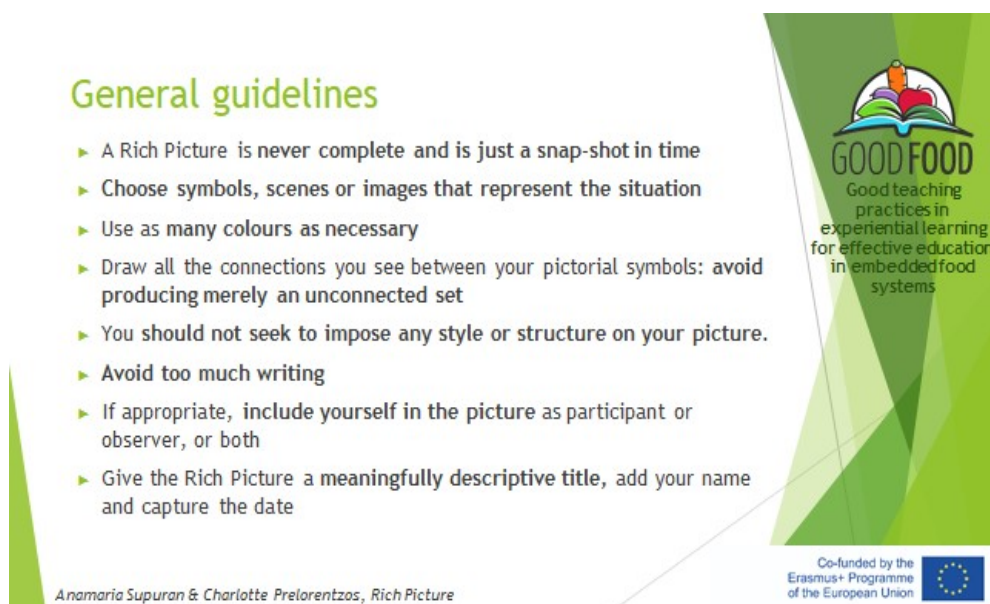 General guidelines
A Rich Picture is never complete and is just a snap-shot in time
Choose symbols, scenes or images that represent the situation
Use as many colours as necessary
Draw all the connections you see between your pictorial symbols: avoid
producing merely an unconnected set
You should not seek to impose any style or structure on your picture.
Avoid too much writing
If appropriate, include yourself in the picture as participant or
observer, or both
Give the Rich Picture a meaningfully descriptive title, add your name
and capture the date
GOOD FOOD
Good teaching
practices in
experiential learning
for effective education
in embedded food
systems
Anamaria Supuran & Charlotte Prelorentzos, Rich Picture
Co-funded by the
Erasmus+ Programme
of the European Union